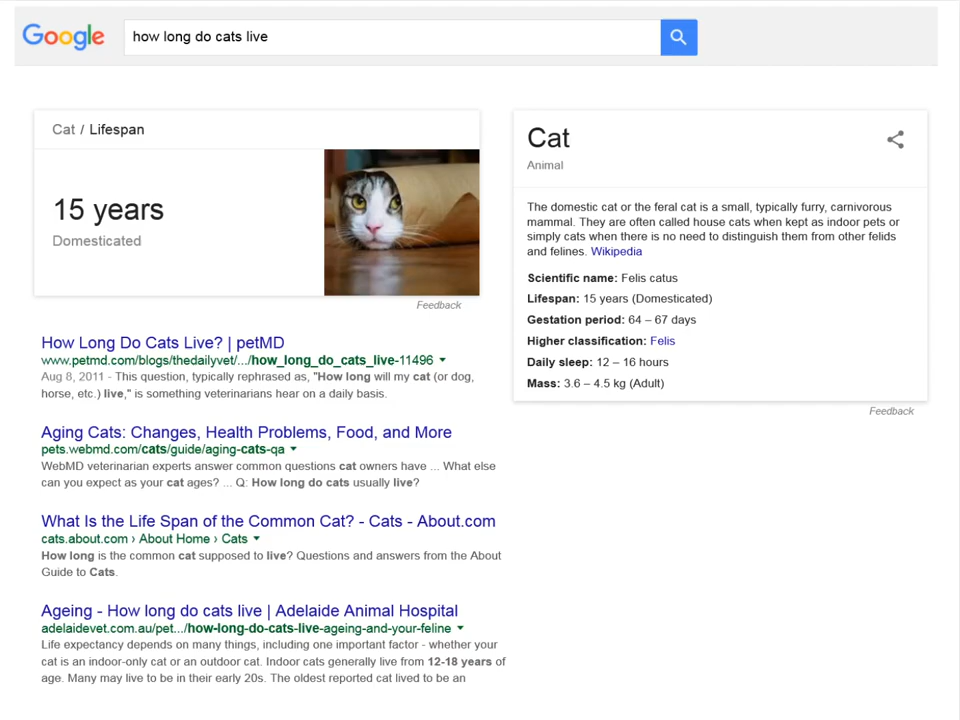 Google
how long do cats live
Cat / Lifespan
15 years
Domesticated
Feedback
How Long Do Cats Live? | petMD
www.petmd.com/blogs/thedailyvet/.../how_long_do_cats_live-11496
Aug 8, 2011 - This question, typically rephrased as, "How long will my cat (or dog,
horse, etc.) live," is something veterinarians hear on a daily basis.
Aging Cats: Changes, Health Problems, Food, and More
pets.webmd.com/cats/guide/aging-cats-qa
WebMD veterinarian experts answer common questions cat owners have ... What else
can you expect as your cat ages? ... Q: How long do cats usually live?
What Is the Life Span of the Common Cat? - Cats - About.com
cats.about.com › About Home › Cats
How long is the common cat supposed to live? Questions and answers from the About
Guide to Cats.
Ageing - How long do cats live | Adelaide Animal Hospital
adelaidevet.com.au/pet.../how-long-do-cats-live-ageing-and-your-feline
Life expectancy depends on many things, including one important factor - whether your
cat is an indoor-only cat or an outdoor cat. Indoor cats generally live from 12-18 years of
age. Many may live to be in their early 20s. The oldest reported cat lived to be an
Cat
Animal
The domestic cat or the feral cat is a small, typically furry, carnivorous
mammal. They are often called house cats when kept as indoor pets or
simply cats when there is no need to distinguish them from other felids
and felines. Wikipedia
Scientific name: Felis catus
Lifespan: 15 years (Domesticated)
Gestation period: 64 – 67 days
Higher classification: Felis
Daily sleep: 12 – 16 hours
Mass: 3.6 – 4.5 kg (Adult)
Feedback